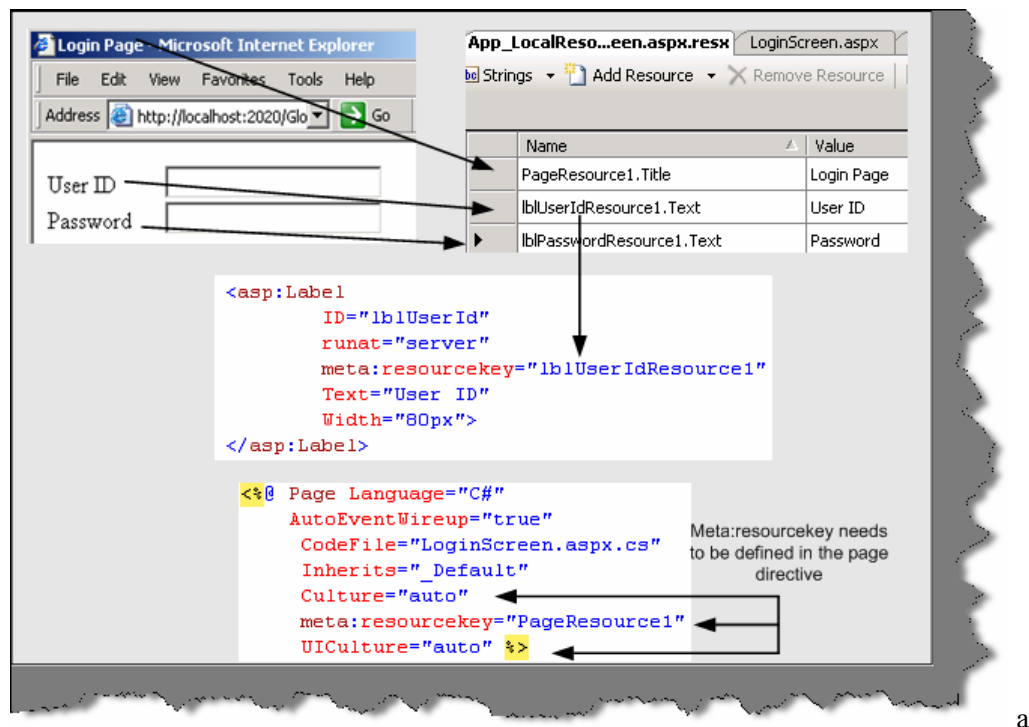 Login Page - Microsoft Internet Explorer
File Edit View Favorites Tools Help
Address http://localhost:2020/Glo Go
User ID
Password
App_LocalReso...een.aspx.resx LoginScreen.aspx
abc Strings Add Resource Remove Resource
Name Value
PageResource1.Title Login Page
lblUserIdResource1.Text User ID
lblPasswordResource1.Text Password
<asp:Label
ID="lblUserId"
runat="server"
meta:resourcekey="lblUserIdResource1"
Text="User ID"
Width="80px">
</asp:Label>
<%@ Page Language="C#"
AutoEventWireup="true"
CodeFile="LoginScreen.aspx.cs"
Inherits="_Default"
Culture="auto"
meta:resourcekey="PageResource1"
UICulture="auto" %>
Meta:resourcekey needs
to be defined in the page
directive
a